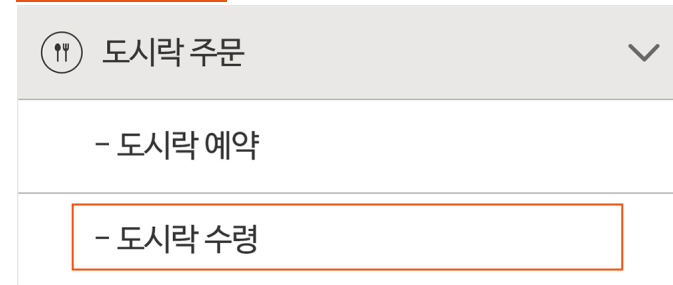 도시락 주문
- 도시락 예약
- 도시락 수령